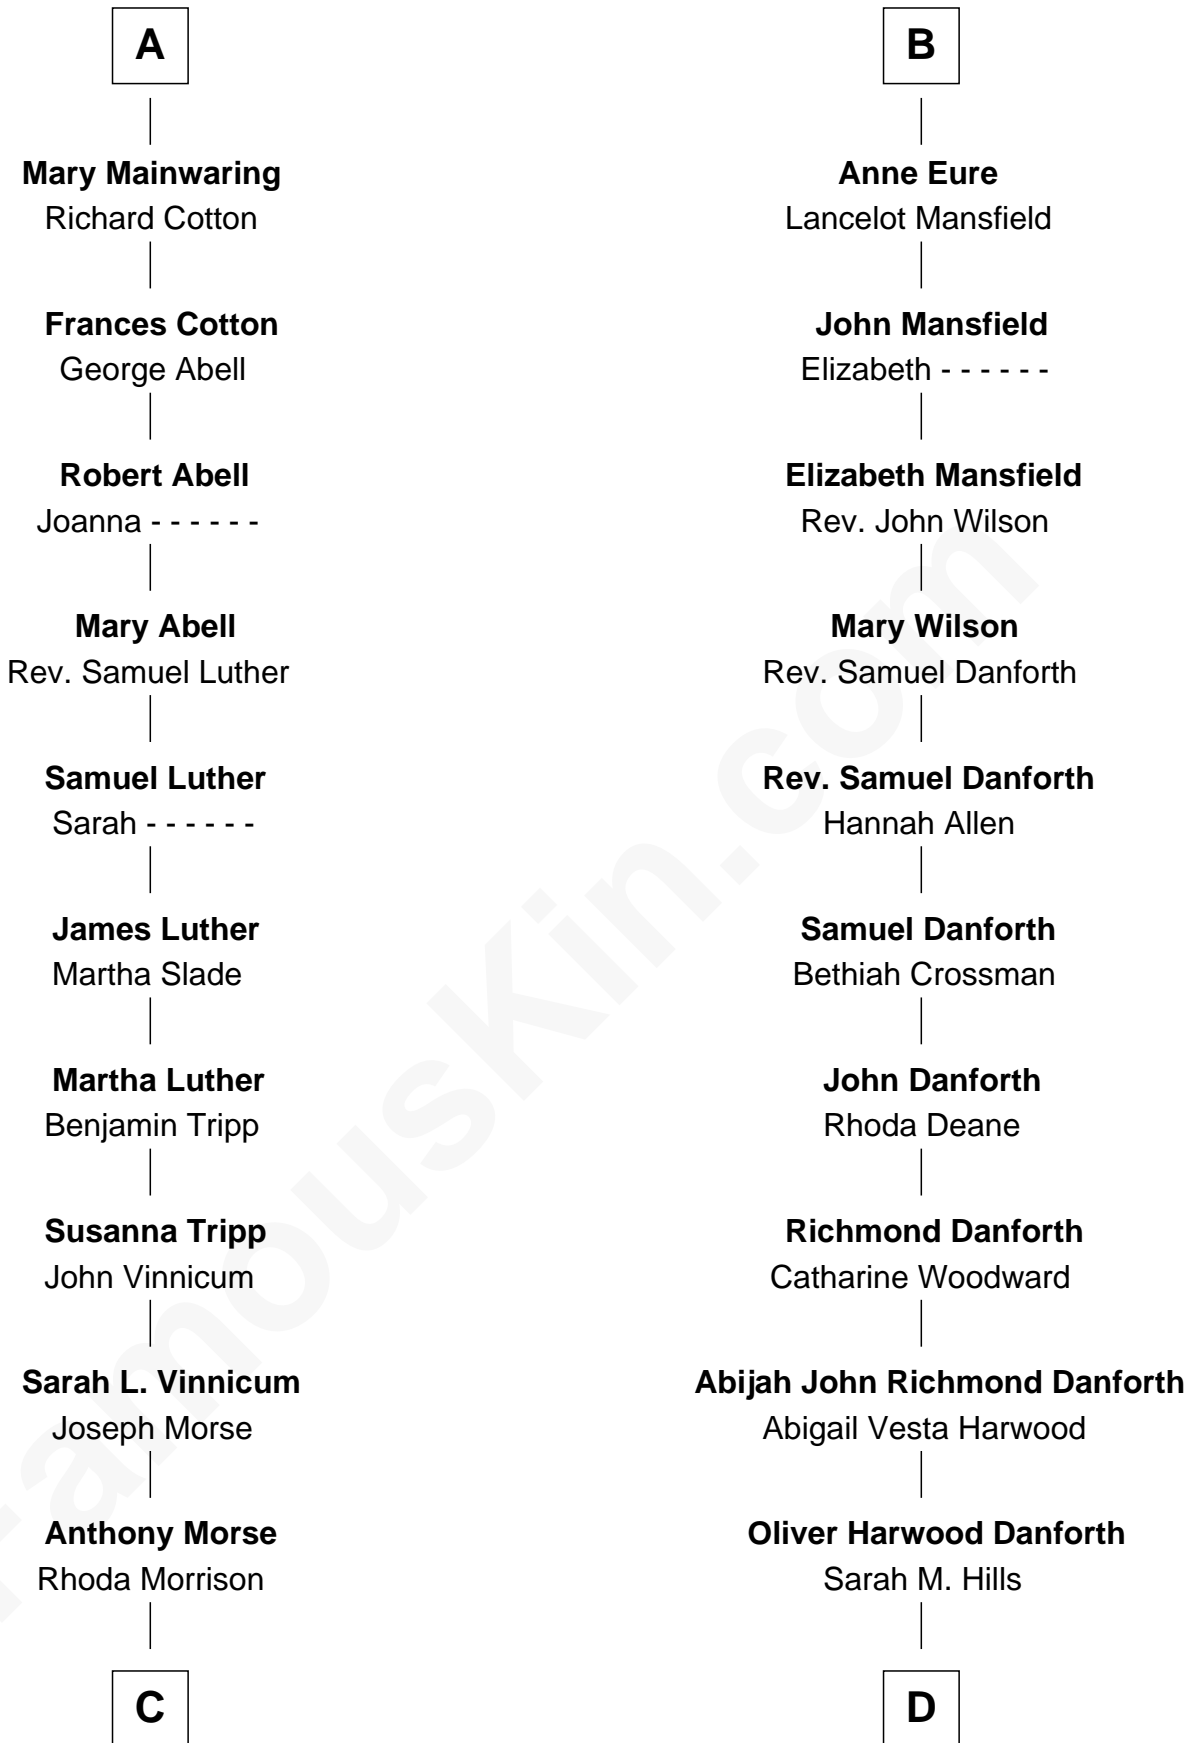 A
Mary Mainwaring
Richard Cotton
Frances Cotton
George Abell
Robert Abell
Joanna - - - - - -
Mary Abell
Rev. Samuel Luther
Samuel Luther
Sarah - - - - - -
James Luther
Martha Slade
Martha Luther
Benjamin Tripp
Susanna Tripp
John Vinnicum
Sarah L. Vinnicum
Joseph Morse
Anthony Morse
Rhoda Morrison
C
B
Anne Eure
Lancelot Mansfield
John Mansfield
Elizabeth - - - - - -
Elizabeth Mansfield
Rev. John Wilson
Mary Wilson
Rev. Samuel Danforth
Rev. Samuel Danforth
Hannah Allen
Samuel Danforth
Bethiah Crossman
John Danforth
Rhoda Deane
Richmond Danforth
Catharine Woodward
Abijah John Richmond Danforth
Abigail Vesta Harwood
Oliver Harwood Danforth
Sarah M. Hills
D
FamousKin.com